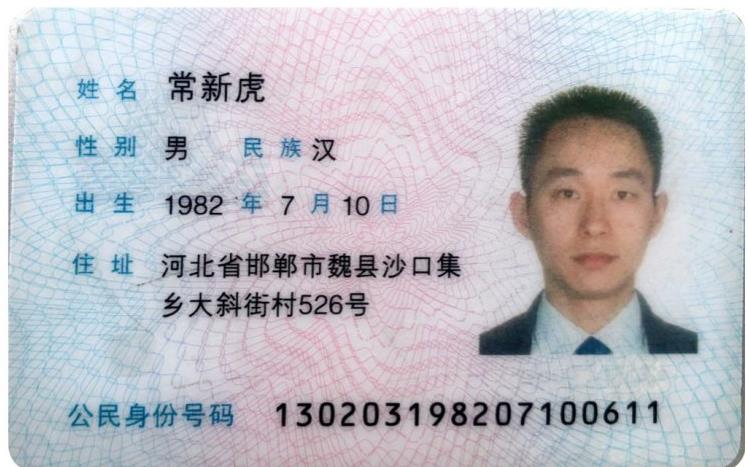 姓名 常新虎
性别 男 民族 汉
出生 1982 年 7 月 10 日
住址 河北省邯郸市魏县沙口集
乡大斜街村526号
公民身份号码 130203198207100611